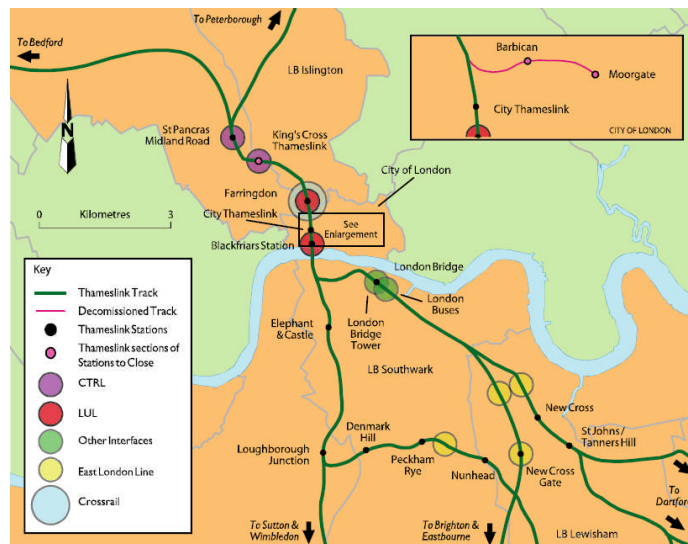 To Peterborough
To Bedford
LB Islington
Barbican
Moorgate
City Thameslink
CITY OF LONDON
St Pancras
Midland Road
King's Cross
Thameslink
N
Farringdon
City of London
0 Kilometres 3
City Thameslink
See
Enlargement
Blackfriars Station
Key
Thameslink Track
Decomissioned Track
Thameslink Stations
Thameslink sections of
Stations to Close
CTRL
LUL
Other Interfaces
East London Line
Crossrail
London Bridge
London
Buses
London
Bridge
Tower
Elephant
& Castle
LB Southwark
New Cross
St Johns/
Tanners Hill
Denmark
Hill
Loughborough
Junction
Peckham
Rye
Nunhead
New Cross
Gate
To
Dartford
To Sutton &
Wimbledon
To Brighton &
Eastbourne
LB Lewisham